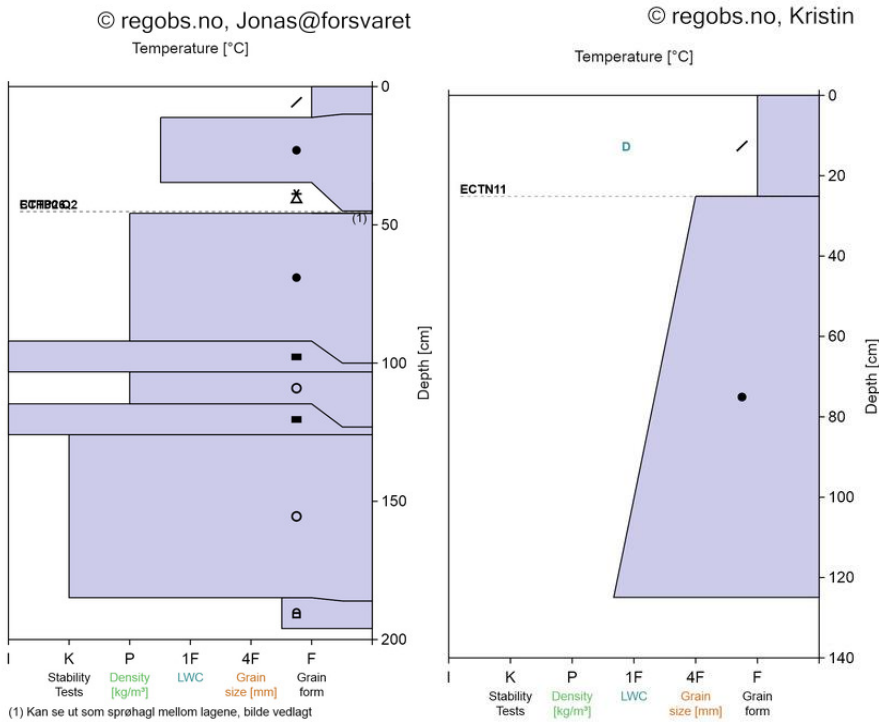 © regobs.no, Jonas@forsvaret
Temperature [°C]
0
50
100
150
200
Depth [cm]
(1)
I K P 1F 4F F
Stability Tests
Density [kg/m³]
LWC
Grain size [mm]
Grain form
(1) Kan se ut som sprøhagl mellom lagene, bilde vedlagt
© regobs.no, Kristin
Temperature [°C]
D
ECTN11
0
20
40
60
80
100
120
140
Depth [cm]
I K P 1F 4F F
Stability Tests
Density [kg/m³]
LWC
Grain size [mm]
Grain form